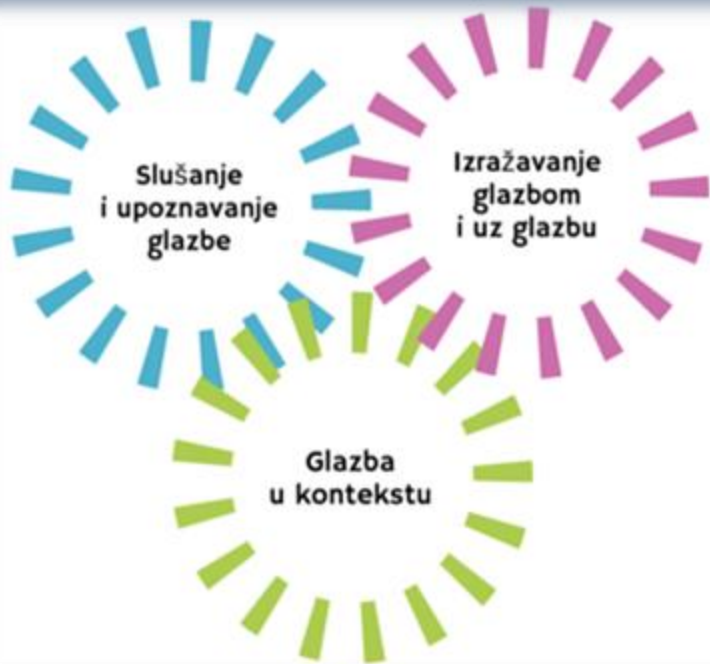 Slušanje
i upoznavanje
glazbe
Izražavanje
glazbom
i uz glazbu
Glazba
u kontekstu